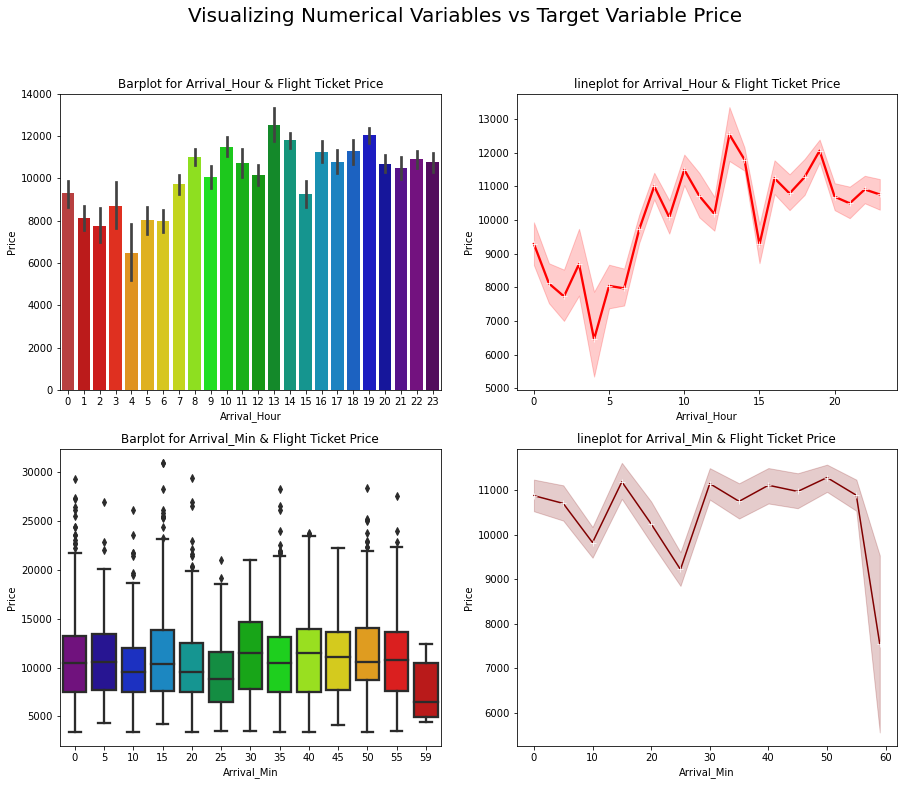 Visualizing Numerical Variables vs Target Variable Price
Barplot for Arrival_Hour & Flight Ticket Price
14000
12000
10000
8000
6000
4000
2000
0
Price
0 1 2 3 4 5 6 7 8 9 10 11 12 13 14 15 16 17 18 19 20 21 22 23
Arrival_Hour
lineplot for Arrival_Hour & Flight Ticket Price
13000
12000
11000
10000
9000
8000
7000
6000
5000
Price
0 5 10 15 20
Arrival_Hour
Barplot for Arrival_Min & Flight Ticket Price
30000
25000
20000
15000
10000
5000
Price
0 5 10 15 20 25 30 35 40 45 50 55 59
Arrival_Min
lineplot for Arrival_Min & Flight Ticket Price
11000
10000
9000
8000
7000
6000
Price
0 10 20 30 40 50 60
Arrival_Min